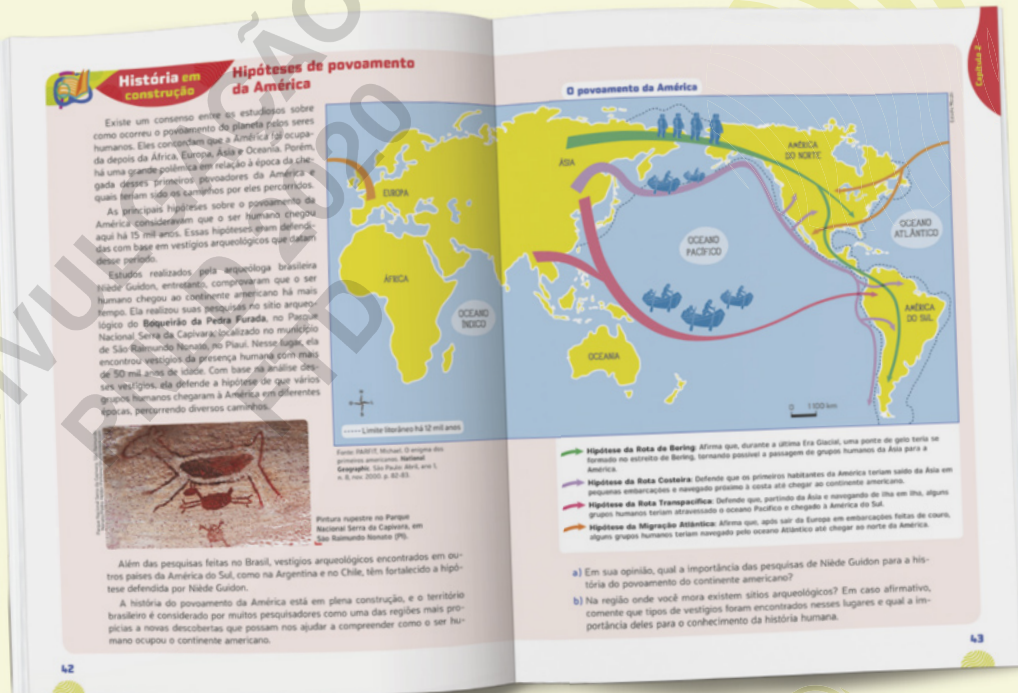 História em
construção
Hipóteses de povoamento
da América
Existe um consenso entre os estudiosos sobre
como ocorreu o povoamento do planeta pelos seres
humanos. Eles concordam que a América foi ocupa-
da depois da África, Europa, Ásia e Oceania. Porém,
há uma grande polêmica em relação à época da che-
gada desses primeiros povoadores da América e
quais teriam sido os caminhos por eles percorridos.
As principais hipóteses sobre o povoamento da
América consideravam que o ser humano chegou
aqui há 15 mil anos. Essas hipóteses eram defendi-
das com base em vestígios arqueológicos que datam
desse período.
Estudos realizados pela arqueóloga brasileira
Niède Guidon, entretanto, comprovaram que o ser
humano chegou ao continente americano há mais
tempo. Ela realizou suas pesquisas no sítio arqueo-
lógico do Boqueirão da Pedra Furada, no Parque
Nacional Serra da Capivara, localizado no município
de São Raimundo Nonato, no Piauí. Nesse lugar, ela
encontrou vestígios da presença humana com mais
de 50 mil anos de idade. Com base na análise des-
ses vestígios, ela defende a hipótese de que vários
grupos humanos chegaram à América em diferentes
épocas, percorrendo diversos caminhos.
Pintura rupestre no Parque
Nacional Serra da Capivara, em
São Raimundo Nonato (PI).
Além das pesquisas feitas no Brasil, vestígios arqueológicos encontrados em ou-
tros países da América do Sul, como na Argentina e no Chile, têm fortalecido a hipó-
tese defendida por Niède Guidon.
A história do povoamento da América está em plena construção, e o território
brasileiro é considerado por muitos pesquisadores como uma das regiões mais pro-
pícias a novas descobertas que possam nos ajudar a compreender como o ser hu-
mano ocupou o continente americano.
42
O povoamento da América
EUROPA
ÁFRICA
OCEANO
ÍNDICO
ÁSIA
OCEANO
PACÍFICO
OCEANIA
AMÉRICA
DO NORTE
OCEANO
ATLÂNTICO
AMÉRICA
DO SUL
0 1100 km
Limite litorâneo há 12 mil anos
Fonte: PARFIT, Michael. O enigma dos
primeiros americanos. National
Geographic. São Paulo: Abril, ano 1,
n. 8, nov. 2000. p. 62-63.
Hipótese da Rota de Bering: Afirma que, durante a última Era Glacial, uma ponte de gelo teria se
formado no estreito de Bering, tornando possível a passagem de grupos humanos da Ásia para a
América.
Hipótese da Rota Costeira: Defende que os primeiros habitantes da América teriam saído da Ásia em
pequenas embarcações e navegado próximo à costa até chegar ao continente americano.
Hipótese da Rota Transpacífica: Defende que, partindo da Ásia e navegando de ilha em ilha, alguns
grupos humanos teriam atravessado o oceano Pacífico e chegado à América do Sul.
Hipótese da Migração Atlântica: Afirma que, após sair da Europa em embarcações feitas de couro,
alguns grupos humanos teriam navegado pelo oceano Atlântico até chegar ao norte da América.
a) Em sua opinião, qual a importância das pesquisas de Niède Guidon para a his-
tória do povoamento do continente americano?
b) Na região onde você mora existem sítios arqueológicos? Em caso afirmativo,
comente que tipos de vestígios foram encontrados nesses lugares e qual a im-
portância deles para o conhecimento da história humana.
43
Capítulo 2